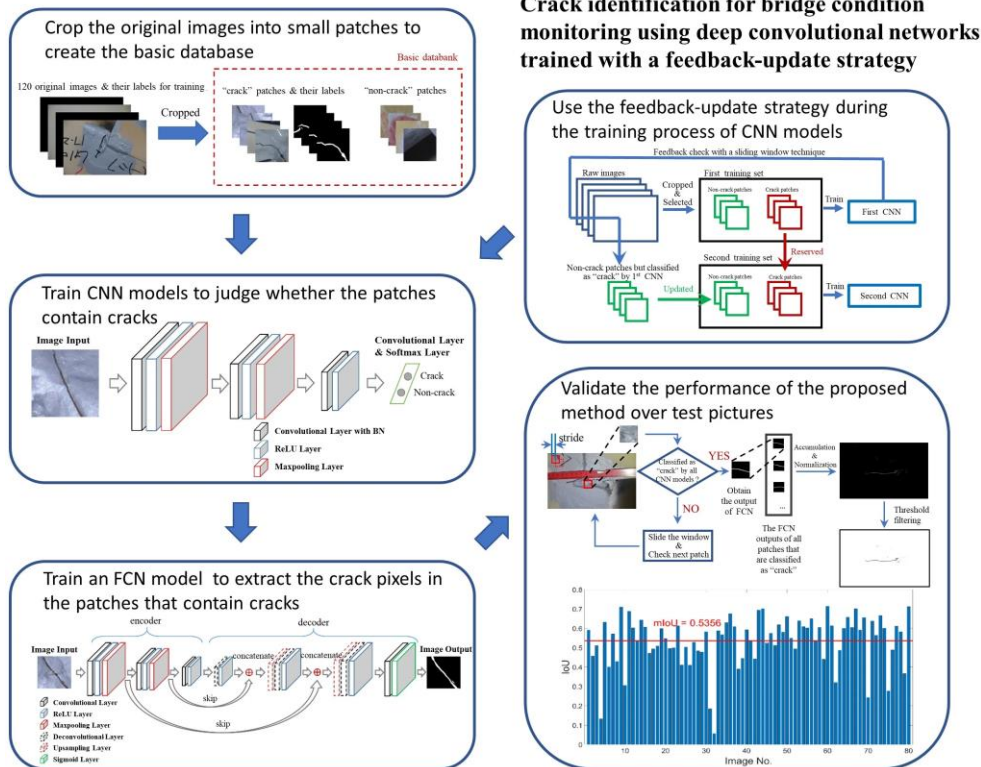 Crack identification for bridge condition
monitoring using deep convolutional networks
trained with a feedback-update strategy
Crop the original images into small patches to
create the basic database
Basic databank
120 original images & their labels for training
Cropped
“crack” patches & their labels
“non-crack” patches
Train CNN models to judge whether the patches
contain cracks
Image Input
Convolutional Layer
& Softmax Layer
Crack
Non-crack
Convolutional Layer with BN
ReLU Layer
Maxpooling Layer
Train an FCN model to extract the crack pixels in
the patches that contain cracks
encoder
decoder
Image Input
concatenate
concatenate
Image Output
skip
skip
Convolutional Layer
ReLU Layer
Maxpooling Layer
Deconvolutional Layer
Upsampling Layer
Sigmoid Layer
Use the feedback-update strategy during
the training process of CNN models
Feedback check with a sliding window technique
Raw images
Cropped
&
Selected
First training set
Non-crack patches
Crack patches
Train
First CNN
Reserved
Second training set
Non-crack patches but classified
as “crack” by 1st CNN
Updated
Non-crack patches
Crack patches
Train
Second CNN
Validate the performance of the proposed
method over test pictures
stride
Classified as
“crack” by all
CNN models ?
YES
NO
Obtain
the output
of FCN
Slide the window
&
Check next patch
...
The FCN
outputs of all
patches that
are classified
as “crack”
Accumulation
&
Normalization
Threshold
filtering
mIoU = 0.5356
IoU
0.8
0.7
0.6
0.5
0.4
0.3
0.2
0.1
0
10 20 30 40 50 60 70 80
Image No.